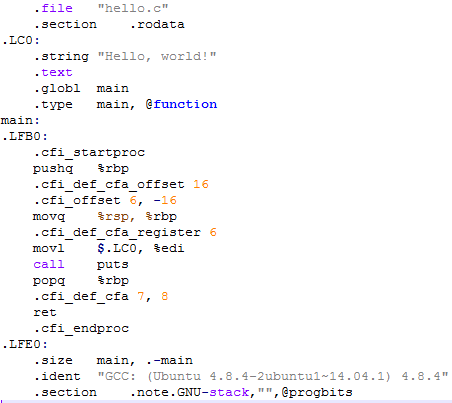 .file "hello.c"
.section .rodata
.LC0:
.string "Hello, world!"
.text
.globl main
.type main, @function
main:
.LFB0:
.cfi_startproc
pushq %rbp
.cfi_def_cfa_offset 16
.cfi_offset 6, -16
movq %rsp, %rbp
.cfi_def_cfa_register 6
movl $.LC0, %edi
call puts
popq %rbp
.cfi_def_cfa 7, 8
ret
.cfi_endproc
.LFE0:
.size main, .-main
.ident "GCC: (Ubuntu 4.8.4-2ubuntu1~14.04.1) 4.8.4"
.section .note.GNU-stack,"",@progbits